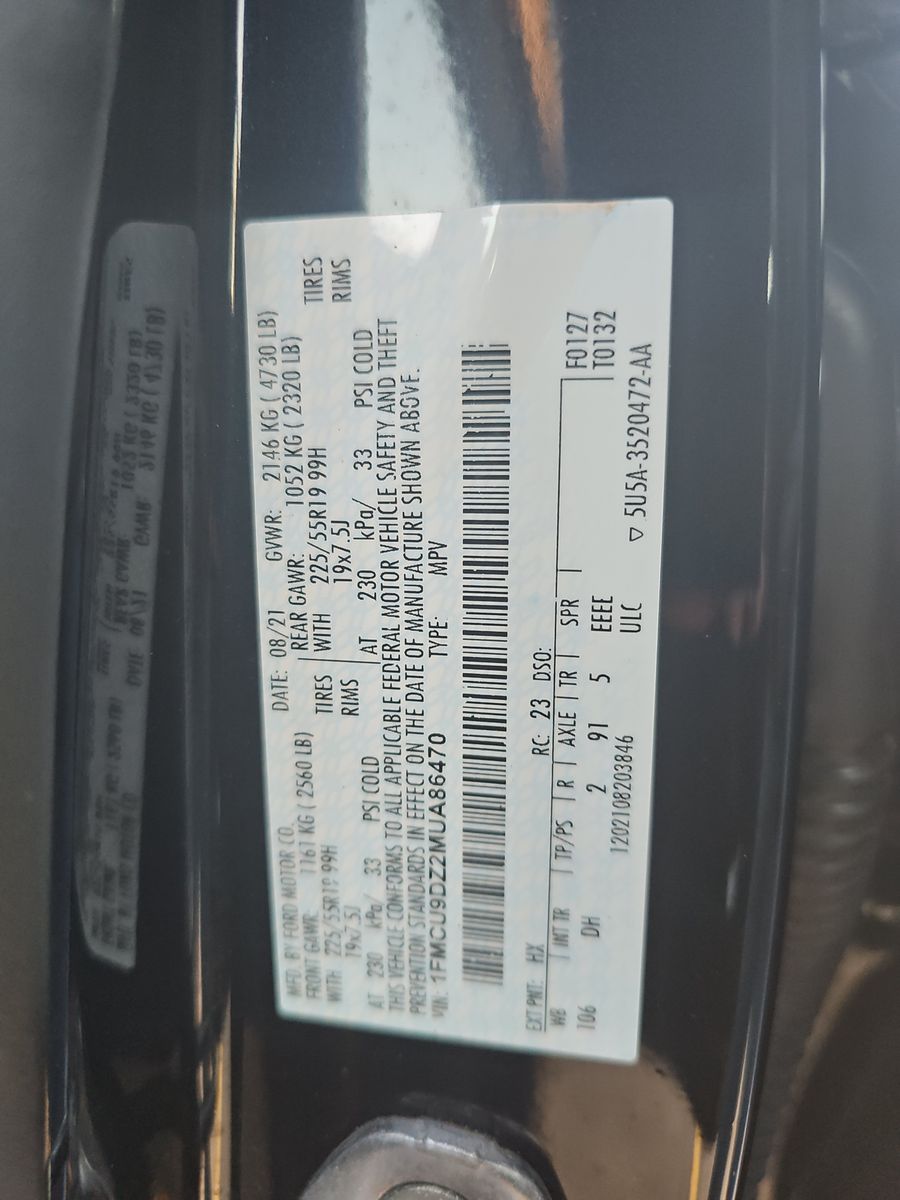 MFD. BY FORD MOTOR CO. DATE: 08/21 GVWR: 2146 KG ( 4730 LB)
FRONT GAWR: 1161 KG ( 2560 LB) REAR GAWR: 1052 KG ( 2320 LB)
WITH 225/55R19 99H TIRES WITH 225/55R19 99H TIRES
19x7.5J RIMS 19x7.5J RIMS
AT 230 kPa/ 33 PSI COLD AT 230 kPa/ 33 PSI COLD
THIS VEHICLE CONFORMS TO ALL APPLICABLE FEDERAL MOTOR VEHICLE SAFETY AND THEFT
PREVENTION STANDARDS IN EFFECT ON THE DATE OF MANUFACTURE SHOWN ABOVE.
VIN: 1FMCU9DZ2MUA86470 TYPE: MPV
EXT PNT: HX RC: 23 DSO:
WB | INT TR | TP/PS | R | AXLE | TR | SPR | F0127
106 DH 2 91 5 EEEE T0132
ULC
1202108203846 ▽ 5U5A-3520472-AA